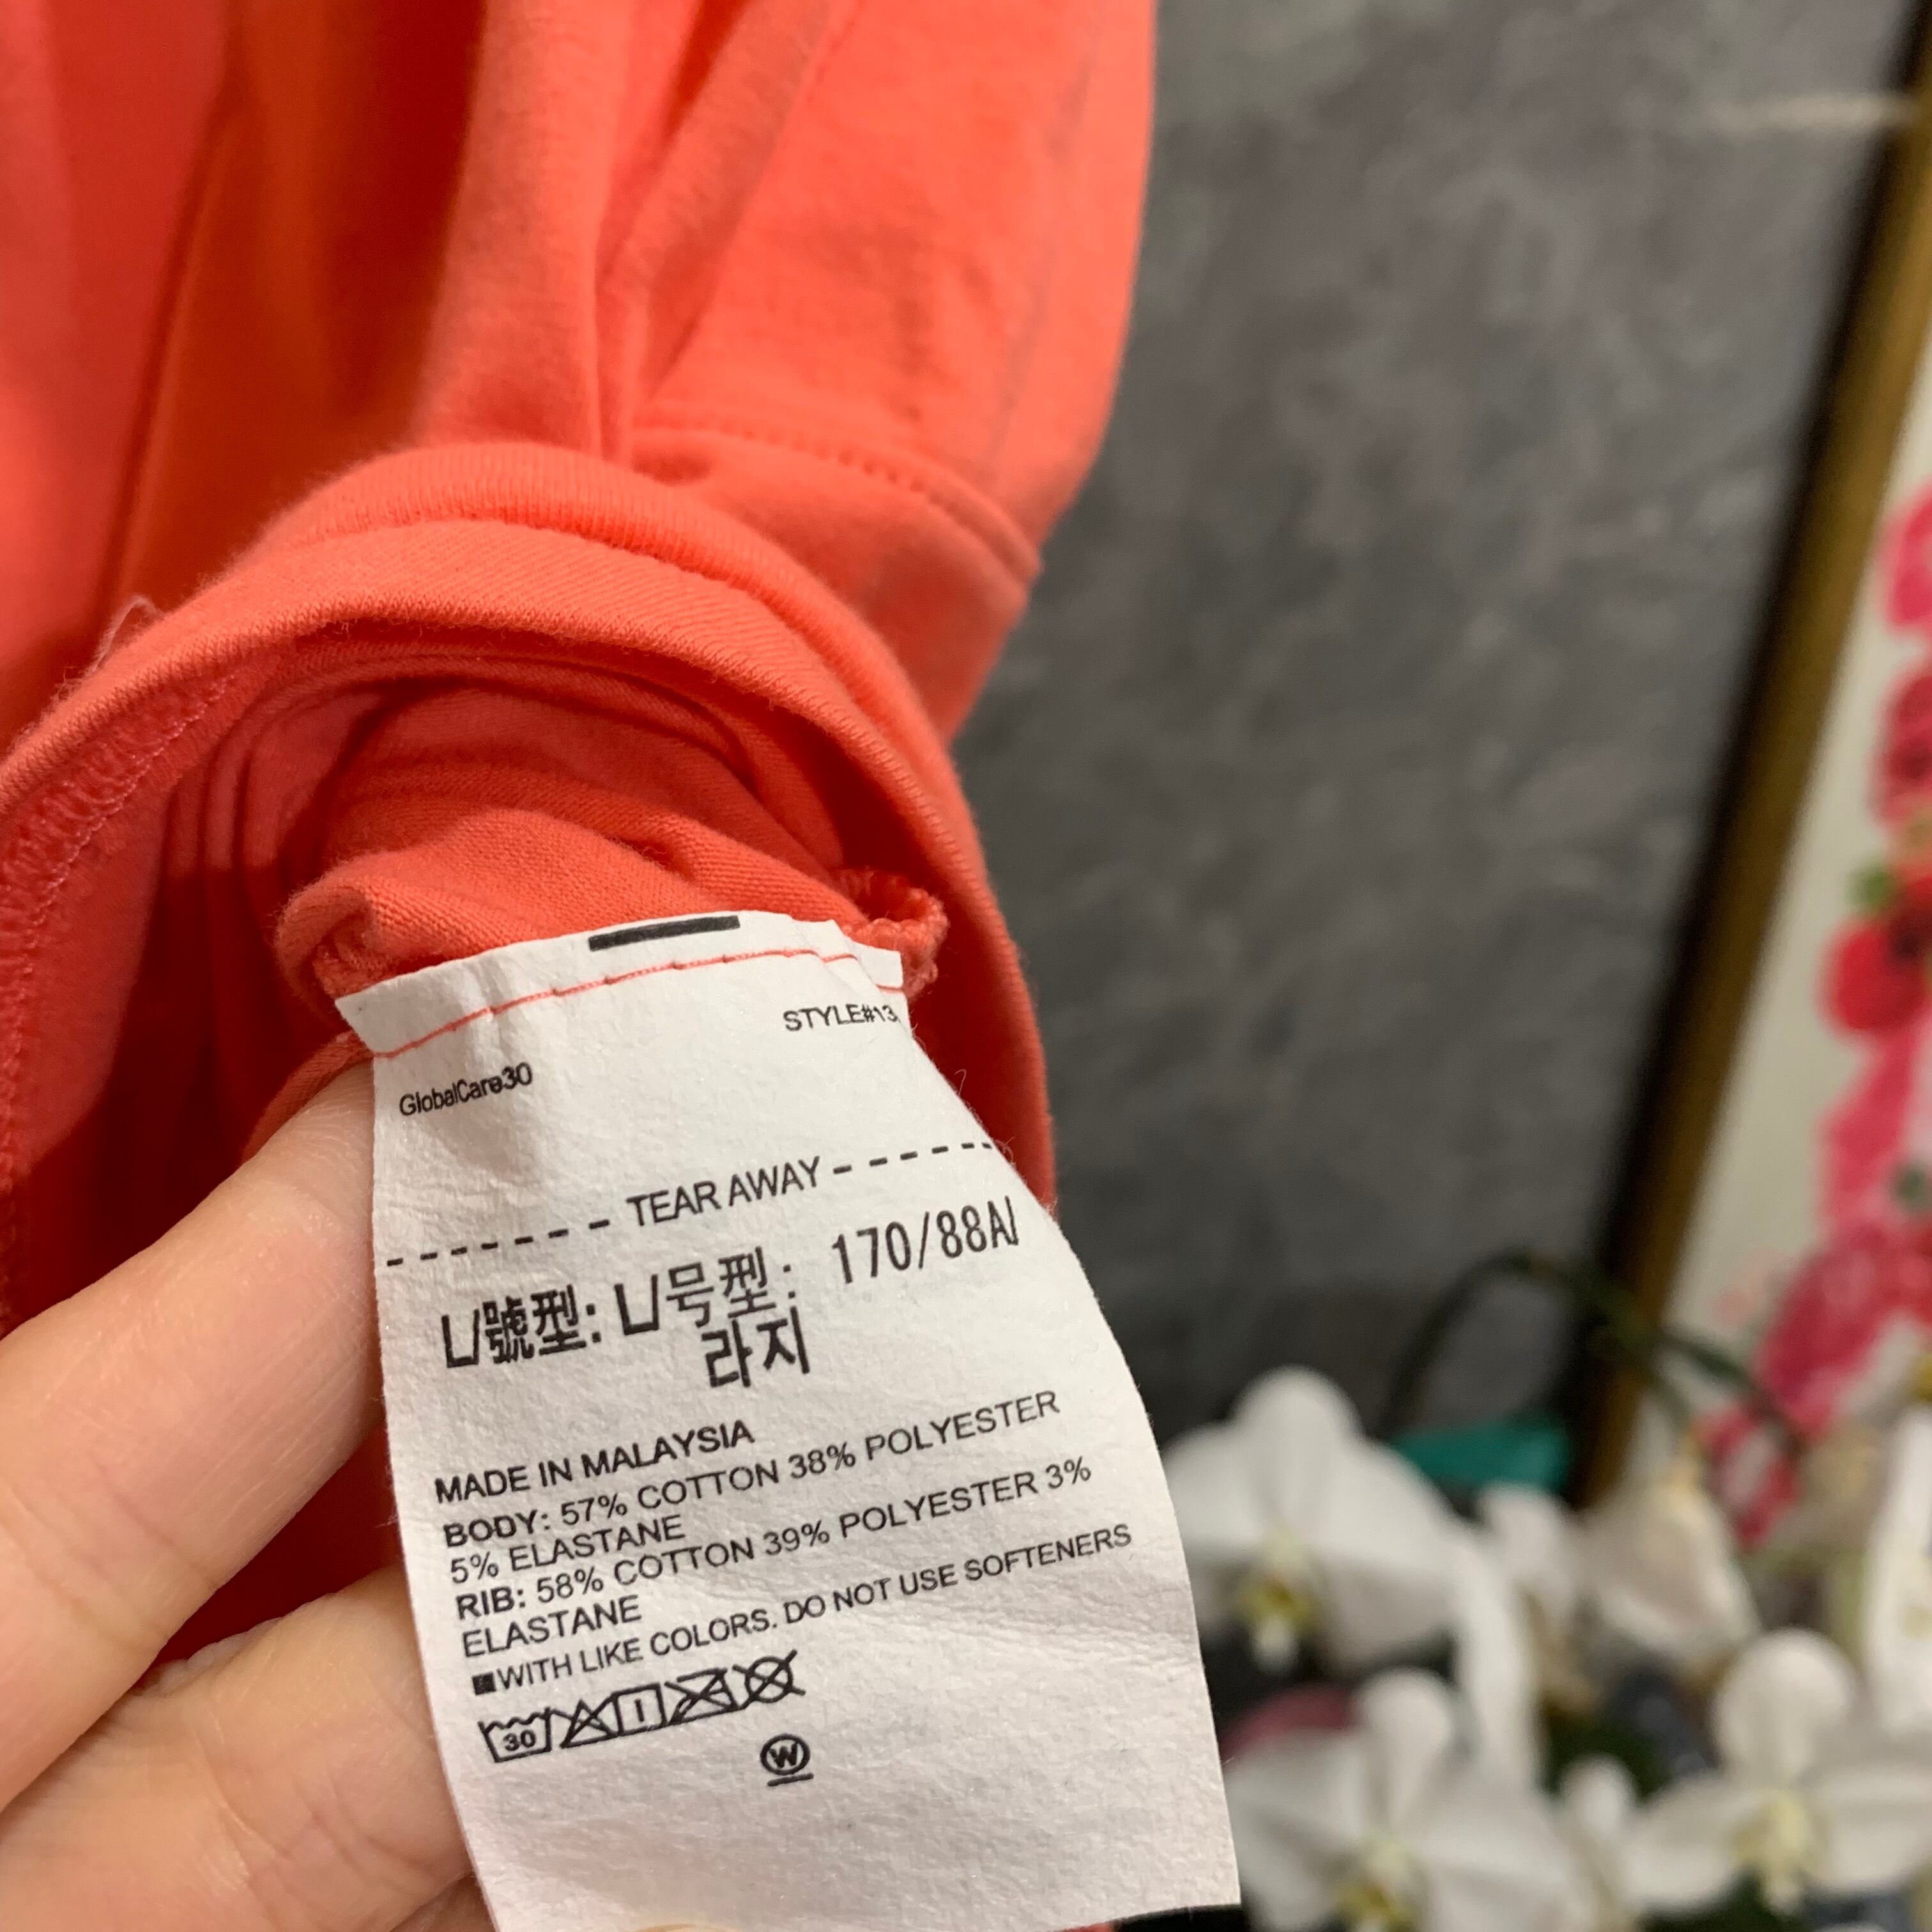 STYLE#13
GlobalCare30
------- TEAR AWAY ------
L/號型: L/号型: 170/88A/
라지
MADE IN MALAYSIA
BODY: 57% COTTON 38% POLYESTER
5% ELASTANE
RIB: 58% COTTON 39% POLYESTER 3%
ELASTANE
■WITH LIKE COLORS. DO NOT USE SOFTENERS
30
W